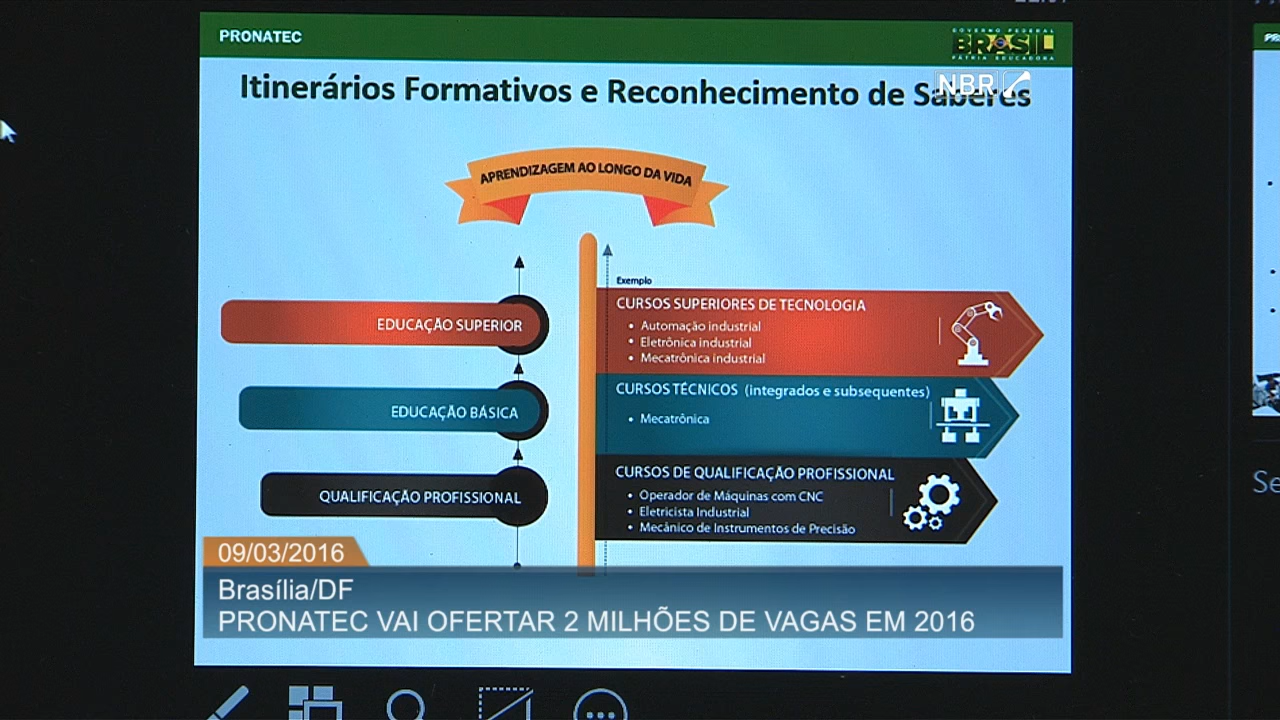 PRONATEC
GOVERNO FEDERAL
BRASIL
PÁTRIA EDUCADORA
NBR
Itinerários Formativos e Reconhecimento de Saberes
APRENDIZAGEM AO LONGO DA VIDA
Exemplo
EDUCAÇÃO SUPERIOR
CURSOS SUPERIORES DE TECNOLOGIA
• Automação industrial
• Eletrônica industrial
• Mecatrônica industrial
EDUCAÇÃO BÁSICA
CURSOS TÉCNICOS (integrados e subsequentes)
• Mecatrônica
QUALIFICAÇÃO PROFISSIONAL
CURSOS DE QUALIFICAÇÃO PROFISSIONAL
• Operador de Máquinas com CNC
• Eletricista Industrial
• Mecânico de Instrumentos de Precisão
09/03/2016
Brasília/DF
PRONATEC VAI OFERTAR 2 MILHÕES DE VAGAS EM 2016